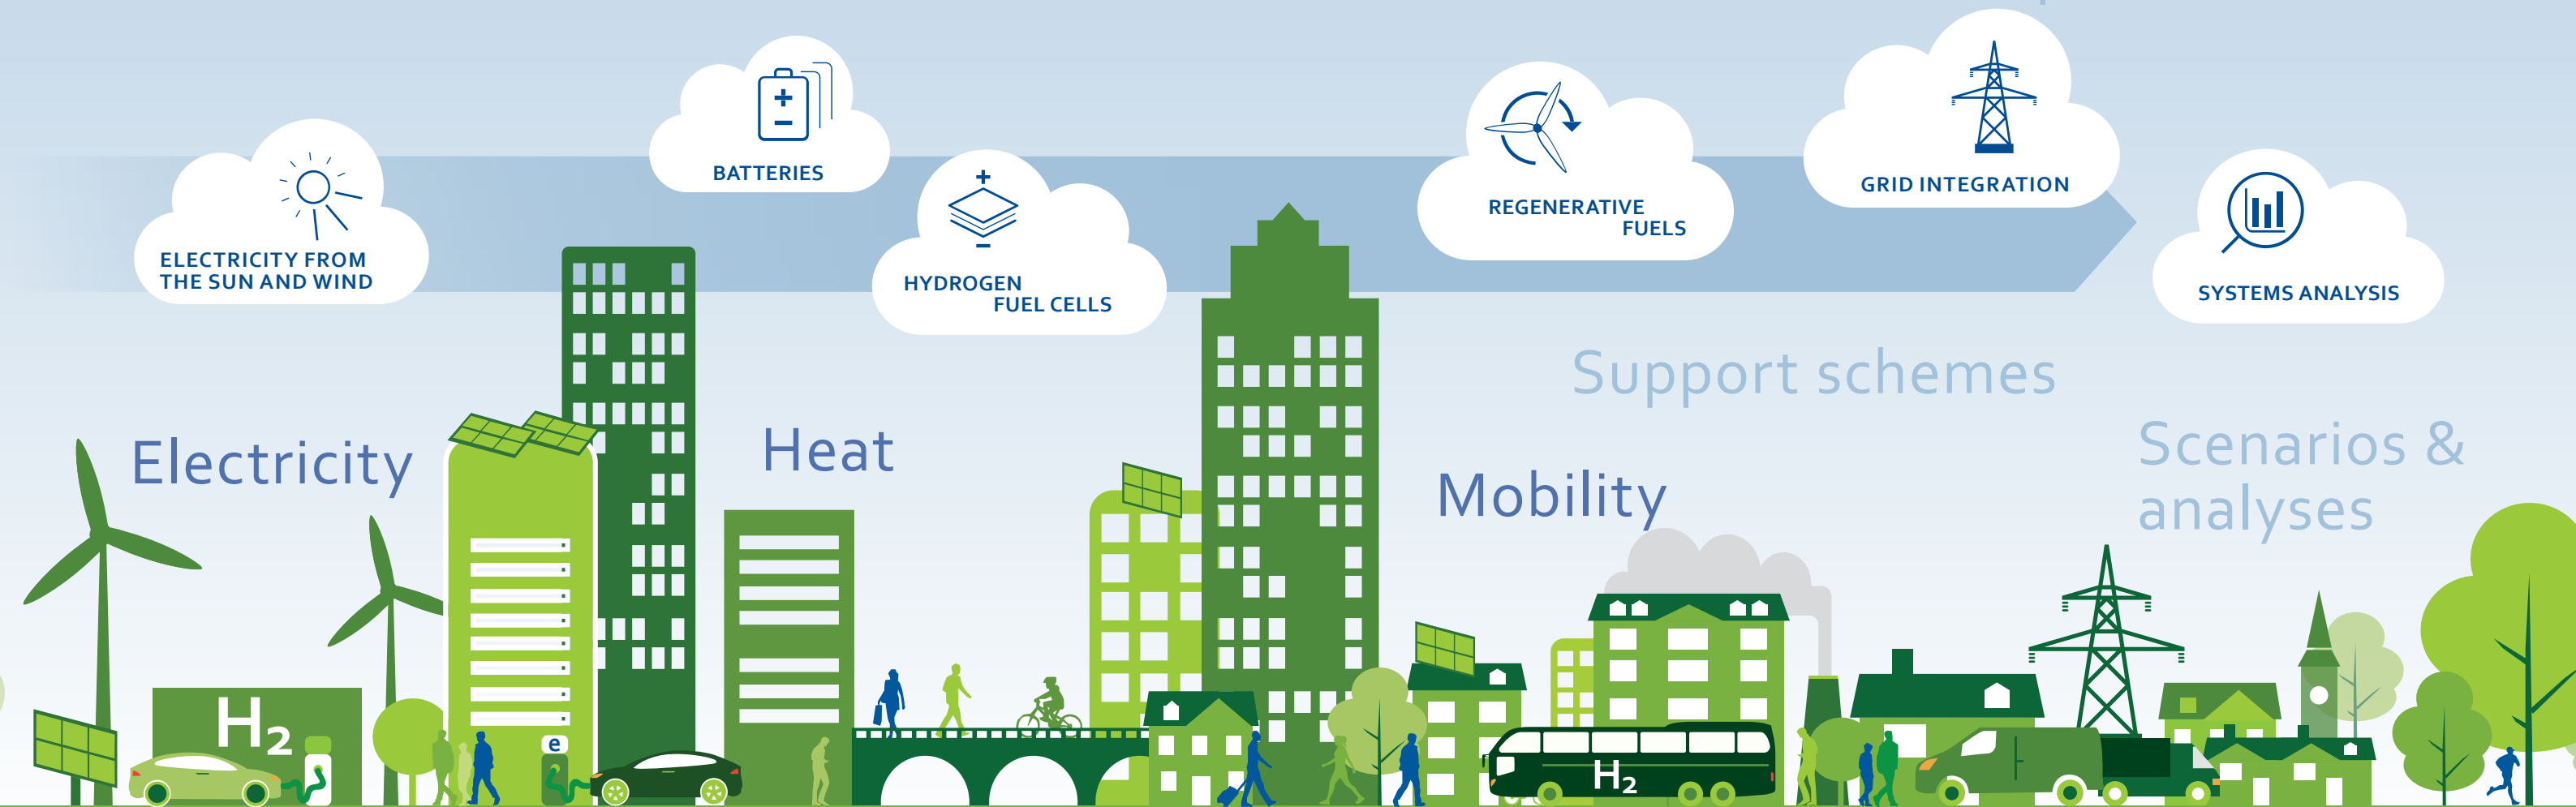 ELECTRICITY FROM
THE SUN AND WIND
+
−
BATTERIES
+
−
HYDROGEN
FUEL CELLS
REGENERATIVE
FUELS
GRID INTEGRATION
SYSTEMS ANALYSIS
Electricity
Heat
Mobility
Support schemes
Scenarios &
analyses
H₂
e
H₂